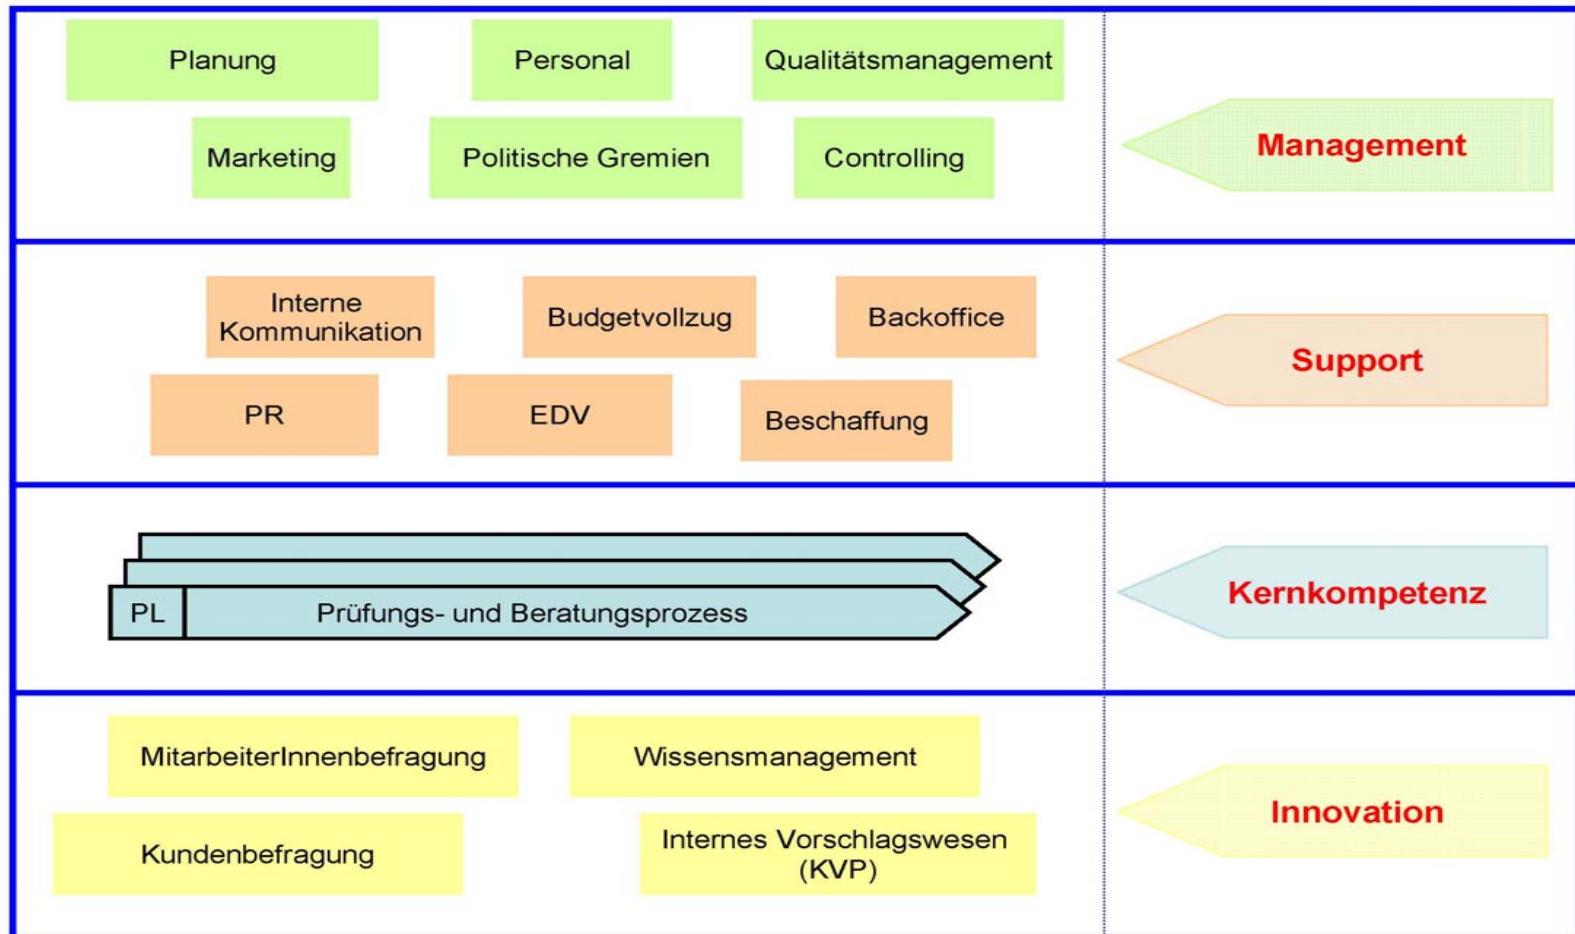 Planung
Personal
Qualitätsmanagement
Marketing
Politische Gremien
Controlling
Management
Interne
Kommunikation
Budgetvollzug
Backoffice
PR
EDV
Beschaffung
Support
PL
Prüfungs- und Beratungsprozess
Kernkompetenz
MitarbeiterInnenbefragung
Wissensmanagement
Kundenbefragung
Internes Vorschlagswesen
(KVP)
Innovation